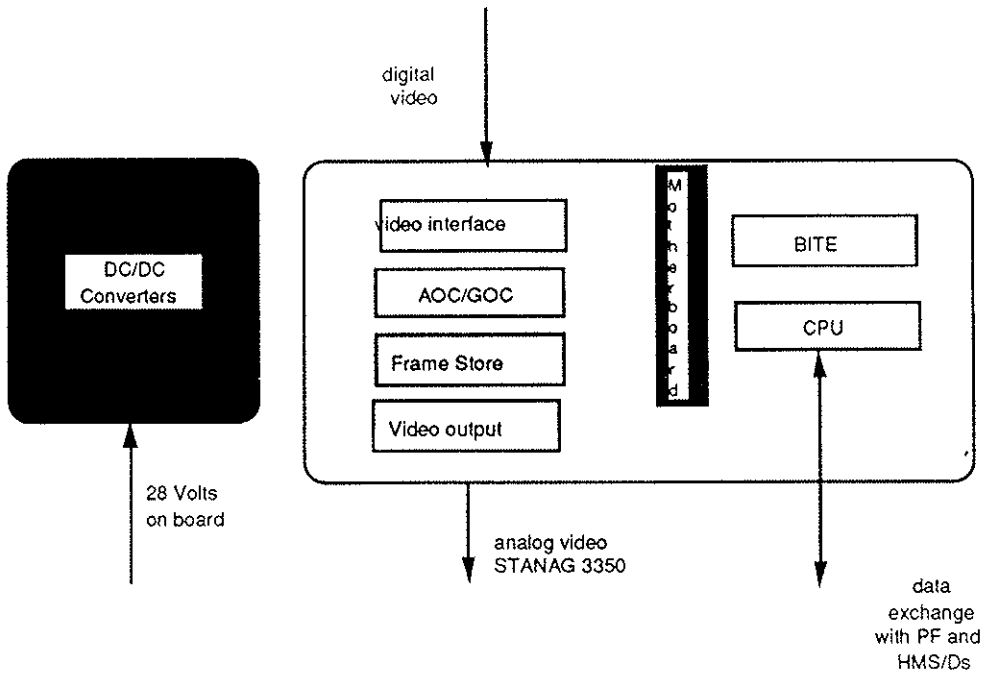 digital
video
DC/DC
Converters
video interface
AOC/GOC
Frame Store
Video output
Motherboard
BITE
CPU
28 Volts
on board
analog video
STANAG 3350
data
exchange
with PF and
HMS/Ds